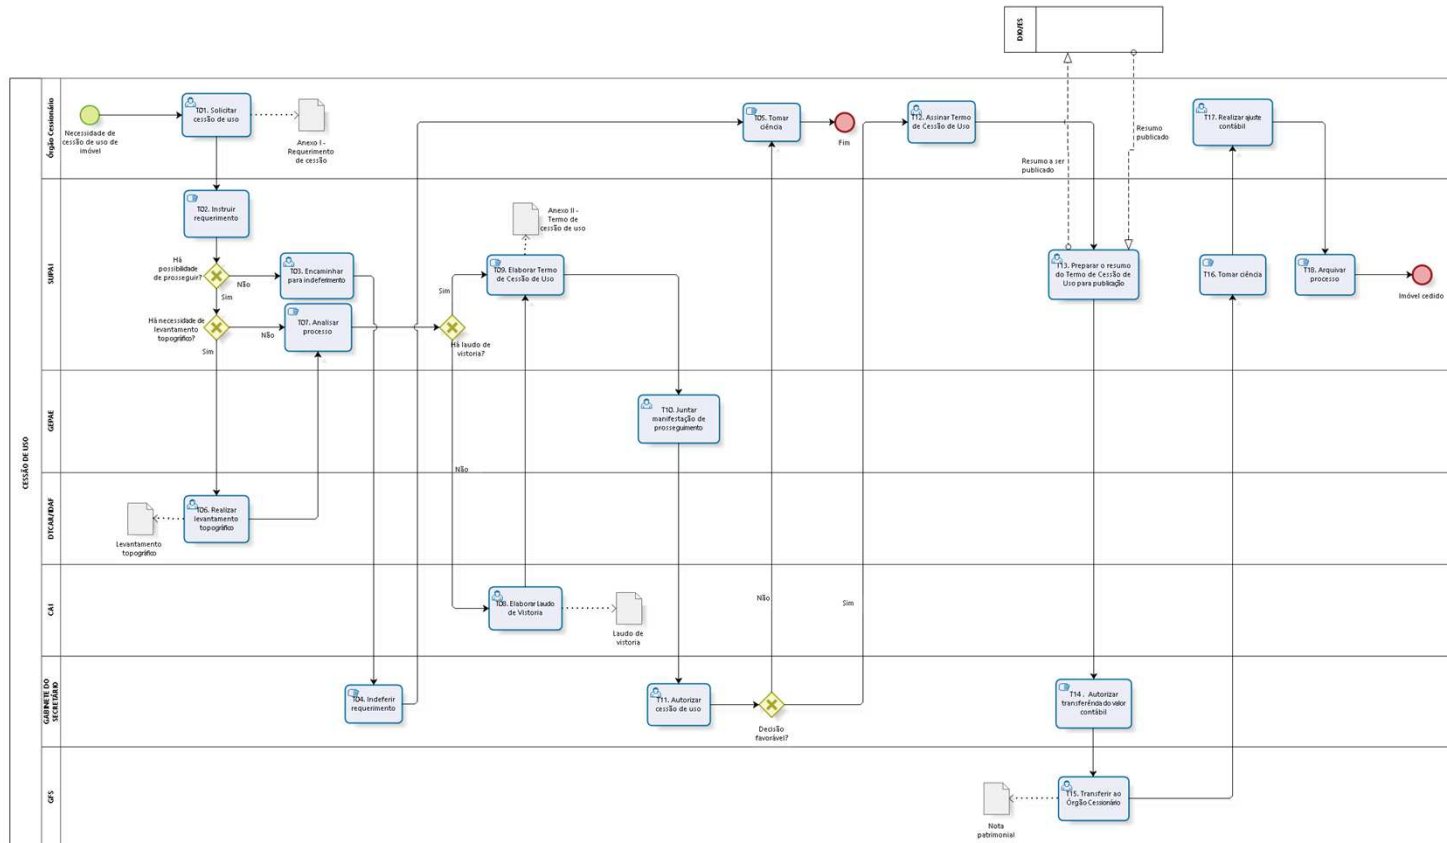 DIO/ES
CESSÃO DE USO
Órgão Cessionário
Necessidade de
cessão de uso de
imóvel
T01. Solicitar
cessão de uso
Anexo I -
Requerimento
de cessão
T05. Tomar
ciência
Fim
T12. Assinar Termo
de Cessão de Uso
Resumo a ser
publicado
Resumo
publicado
T17. Realizar ajuste
contábil
SUPAI
T02. Instruir
requerimento
Há
possibilidade
de prosseguir?
Não
Sim
T03. Encaminhar
para indeferimento
Há necessidade de
levantamento
topográfico?
Não
Sim
T07. Analisar
processo
Há laudo de
vistoria?
Sim
Não
Anexo II -
Termo de
cessão de uso
T09. Elaborar Termo
de Cessão de Uso
T13. Preparar o resumo
do Termo de Cessão de
Uso para publicação
T16. Tomar ciência
T18. Arquivar
processo
Imóvel cedido
GEPAE
T10. Juntar
manifestação de
prosseguimento
DTCAR/IDAF
T06. Realizar
levantamento
topográfico
Levantamento
topográfico
CAI
T08. Elaborar Laudo
de Vistoria
Laudo de
vistoria
Não
Sim
GABINETE DO
SECRETÁRIO
T04. Indeferir
requerimento
T11. Autorizar
cessão de uso
Decisão
favorável?
T14 . Autorizar
transferência do valor
contábil
GFS
Nota
patrimonial
T15. Transferir ao
Órgão Cessionário